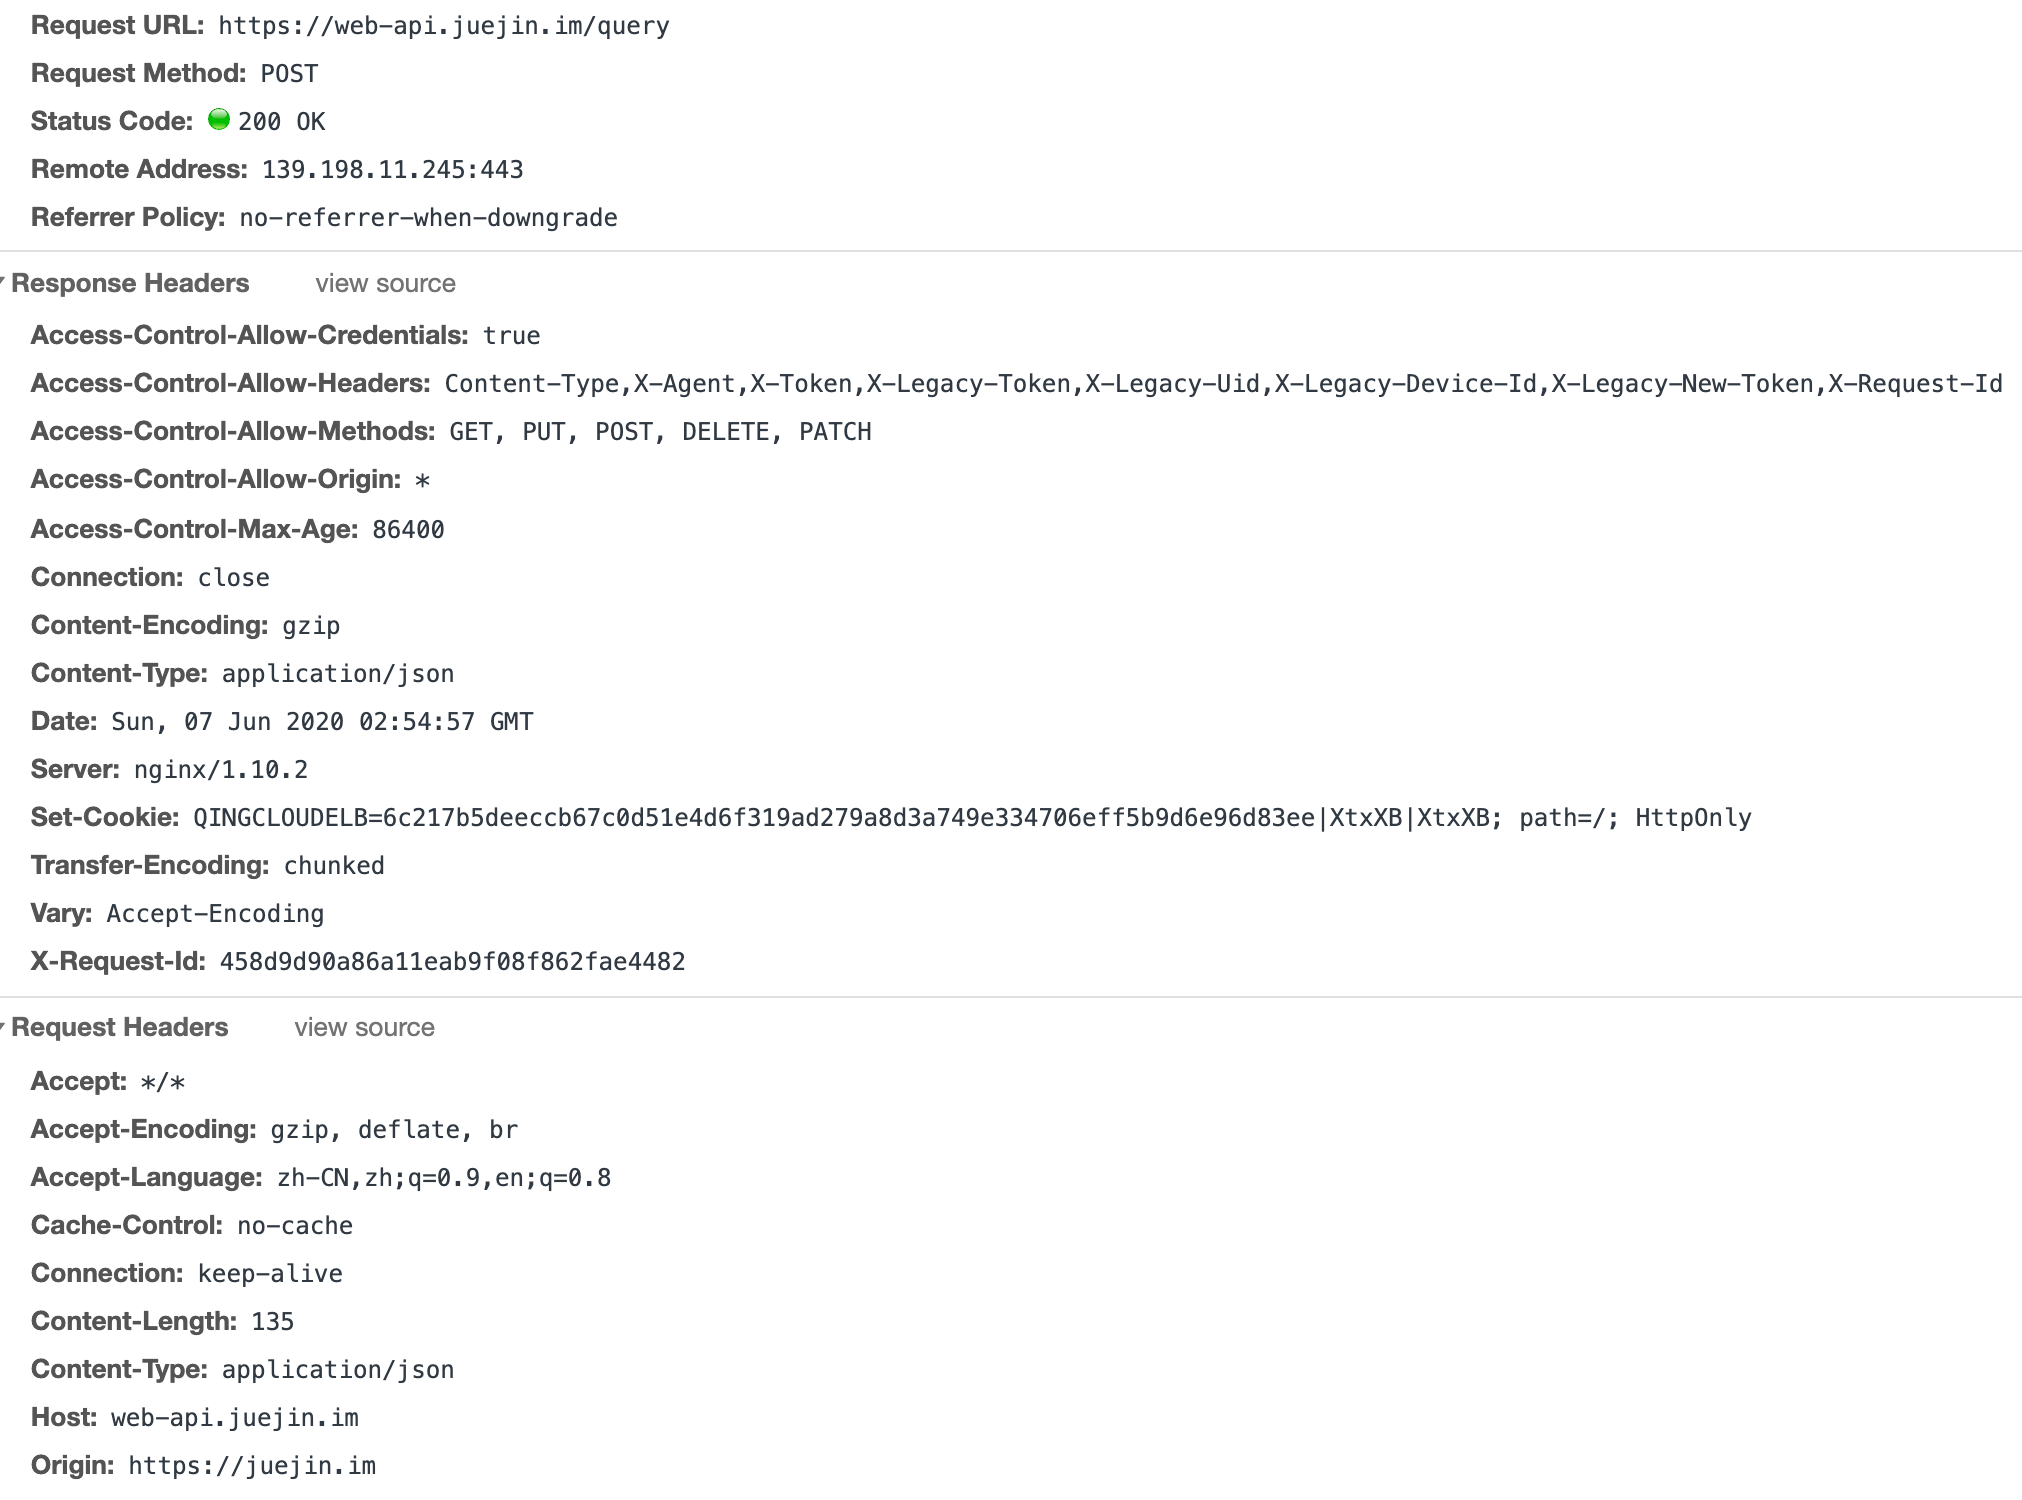 Request URL: https://web-api.juejin.im/query
Request Method: POST
Status Code: 200 OK
Remote Address: 139.198.11.245:443
Referrer Policy: no-referrer-when-downgrade
Response Headers view source
Access-Control-Allow-Credentials: true
Access-Control-Allow-Headers: Content-Type,X-Agent,X-Token,X-Legacy-Token,X-Legacy-Uid,X-Legacy-Device-Id,X-Legacy-New-Token,X-Request-Id
Access-Control-Allow-Methods: GET, PUT, POST, DELETE, PATCH
Access-Control-Allow-Origin: *
Access-Control-Max-Age: 86400
Connection: close
Content-Encoding: gzip
Content-Type: application/json
Date: Sun, 07 Jun 2020 02:54:57 GMT
Server: nginx/1.10.2
Set-Cookie: QINGCLOUDELB=6c217b5deeccb67c0d51e4d6f319ad279a8d3a749e334706eff5b9d6e96d83ee|XtxXB|XtxXB; path=/; HttpOnly
Transfer-Encoding: chunked
Vary: Accept-Encoding
X-Request-Id: 458d9d90a86a11eab9f08f862fae4482
Request Headers view source
Accept: */*
Accept-Encoding: gzip, deflate, br
Accept-Language: zh-CN,zh;q=0.9,en;q=0.8
Cache-Control: no-cache
Connection: keep-alive
Content-Length: 135
Content-Type: application/json
Host: web-api.juejin.im
Origin: https://juejin.im